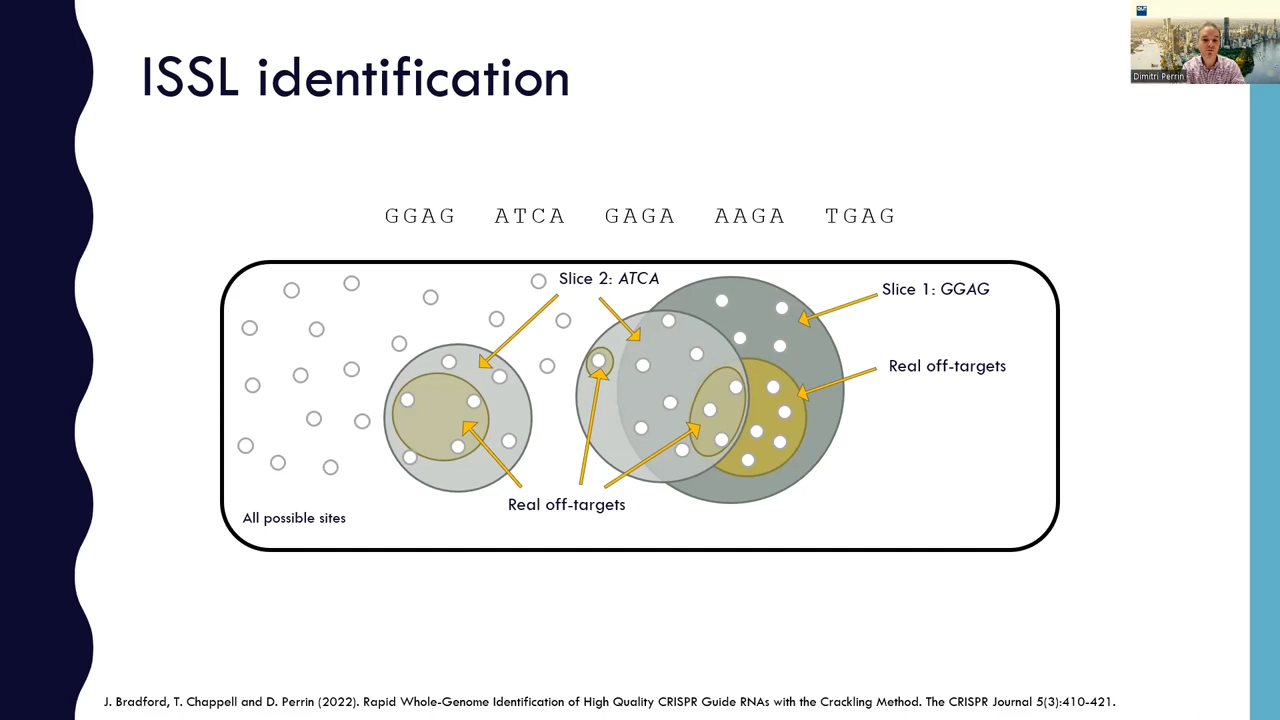 ISSL identification
Dimitri Perrin
GGAG ATCA GAGA AAGA TGAG
Slice 2: ATCA
Slice 1: GGAG
Real off-targets
Real off-targets
All possible sites
J. Bradford, T. Chappell and D. Perrin (2022). Rapid Whole-Genome Identification of High Quality CRISPR Guide RNAs with the Crackling Method. The CRISPR Journal 5(3):410-421.